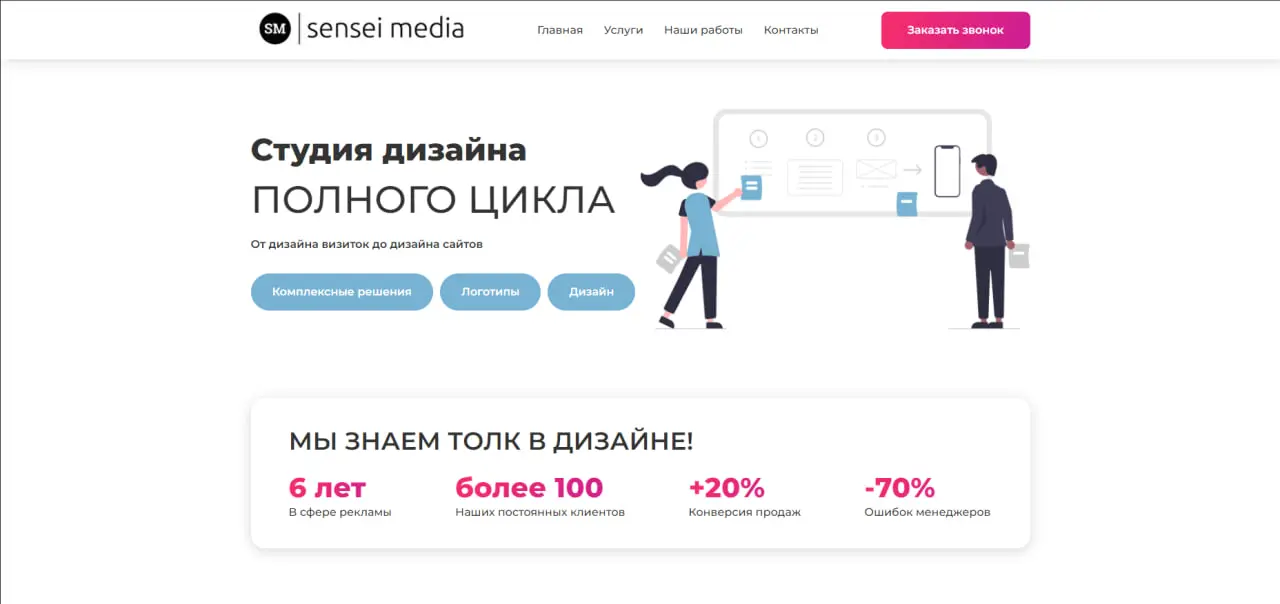 SM sensei media
Главная Услуги Наши работы Контакты
Заказать звонок
Студия дизайна
ПОЛНОГО ЦИКЛА
От дизайна визиток до дизайна сайтов
Комплексные решения Логотипы Дизайн
1 2 3
МЫ ЗНАЕМ ТОЛК В ДИЗАЙНЕ!
6 лет более 100 +20% -70%
В сфере рекламы Наших постоянных клиентов Конверсия продаж Ошибок менеджеров